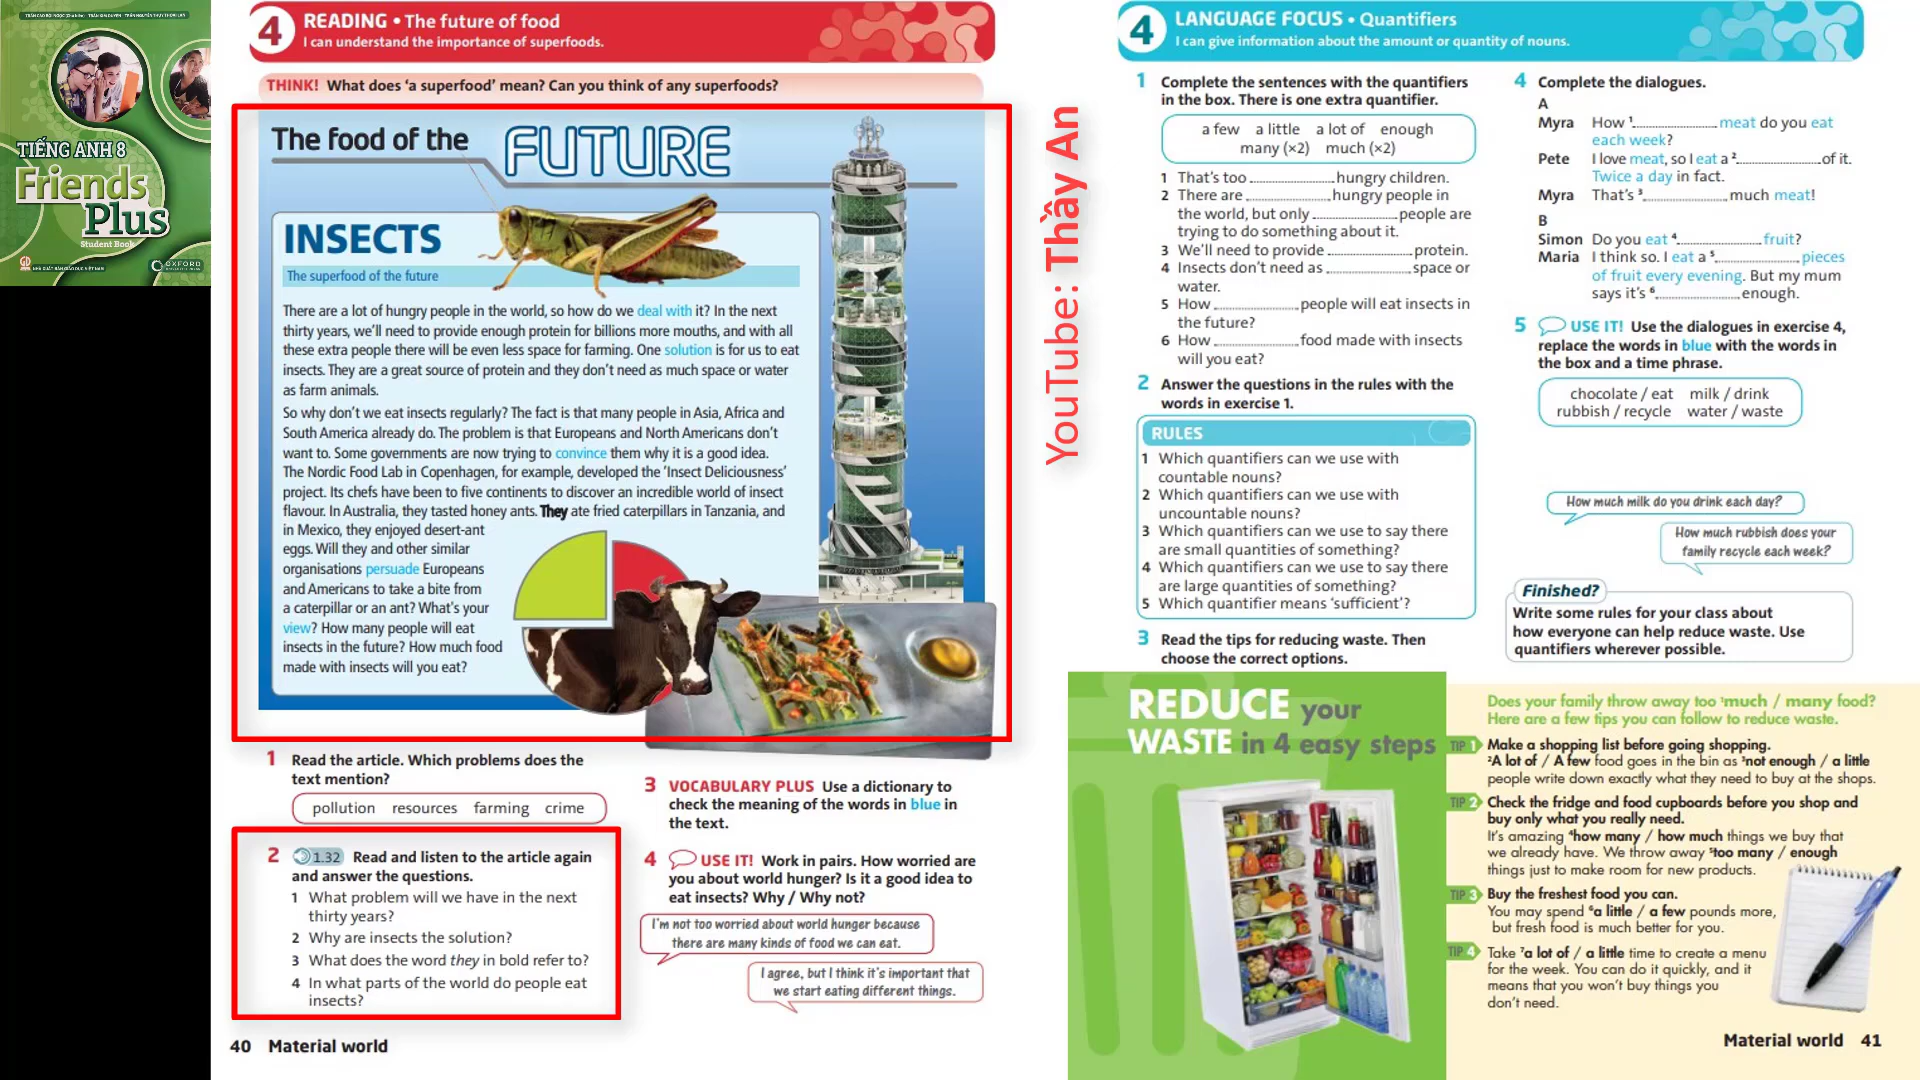 TRẦN CAO BỘI NGỌC (Chủ biên) - TRẦN KIM DUYÊN - TRẦN NGUYỄN THUỴ THUỲ LAN
TIẾNG ANH 8
Friends
Plus
Student Book
NHÀ XUẤT BẢN GIÁO DỤC VIỆT NAM
OXFORD
4 READING • The future of food
I can understand the importance of superfoods.
THINK! What does ‘a superfood’ mean? Can you think of any superfoods?
The food of the FUTURE
INSECTS
The superfood of the future
There are a lot of hungry people in the world, so how do we deal with it? In the next
thirty years, we’ll need to provide enough protein for billions more mouths, and with all
these extra people there will be even less space for farming. One solution is for us to eat
insects. They are a great source of protein and they don’t need as much space or water
as farm animals.
So why don’t we eat insects regularly? The fact is that many people in Asia, Africa and
South America already do. The problem is that Europeans and North Americans don’t
want to. Some governments are now trying to convince them why it is a good idea.
The Nordic Food Lab in Copenhagen, for example, developed the ‘Insect Deliciousness’
project. Its chefs have been to five continents to discover an incredible world of insect
flavour. In Australia, they tasted honey ants. They ate fried caterpillars in Tanzania, and
in Mexico, they enjoyed desert-ant
eggs. Will they and other similar
organisations persuade Europeans
and Americans to take a bite from
a caterpillar or an ant? What’s your
view? How many people will eat
insects in the future? How much food
made with insects will you eat?
1 Read the article. Which problems does the
text mention?
pollution resources farming crime
2 1.32 Read and listen to the article again
and answer the questions.
1 What problem will we have in the next
thirty years?
2 Why are insects the solution?
3 What does the word they in bold refer to?
4 In what parts of the world do people eat
insects?
3 VOCABULARY PLUS Use a dictionary to
check the meaning of the words in blue in
the text.
4 USE IT! Work in pairs. How worried are
you about world hunger? Is it a good idea to
eat insects? Why / Why not?
I’m not too worried about world hunger because
there are many kinds of food we can eat.
I agree, but I think it’s important that
we start eating different things.
40 Material world
YouTube: Thầy An
4 LANGUAGE FOCUS • Quantifiers
I can give information about the amount or quantity of nouns.
1 Complete the sentences with the quantifiers
in the box. There is one extra quantifier.
a few a little a lot of enough
many (×2) much (×2)
1 That’s too ........................ hungry children.
2 There are ........................ hungry people in
the world, but only ........................ people are
trying to do something about it.
3 We’ll need to provide ........................ protein.
4 Insects don’t need as ........................ space or
water.
5 How ........................ people will eat insects in
the future?
6 How ........................ food made with insects
will you eat?
2 Answer the questions in the rules with the
words in exercise 1.
RULES
1 Which quantifiers can we use with
countable nouns?
2 Which quantifiers can we use with
uncountable nouns?
3 Which quantifiers can we use to say there
are small quantities of something?
4 Which quantifiers can we use to say there
are large quantities of something?
5 Which quantifier means ‘sufficient’?
3 Read the tips for reducing waste. Then
choose the correct options.
4 Complete the dialogues.
A
Myra How 1........................ meat do you eat
each week?
Pete I love meat, so I eat a 2........................ of it.
Twice a day in fact.
Myra That’s 3........................ much meat!
B
Simon Do you eat 4........................ fruit?
Maria I think so. I eat a 5........................ pieces
of fruit every evening. But my mum
says it’s 6........................ enough.
5 USE IT! Use the dialogues in exercise 4,
replace the words in blue with the words in
the box and a time phrase.
chocolate / eat milk / drink
rubbish / recycle water / waste
How much milk do you drink each day?
How much rubbish does your
family recycle each week?
Finished?
Write some rules for your class about
how everyone can help reduce waste. Use
quantifiers wherever possible.
REDUCE your
WASTE in 4 easy steps
Does your family throw away too 1much / many food?
Here are a few tips you can follow to reduce waste.
TIP 1 Make a shopping list before going shopping.
2A lot of / A few food goes in the bin as 3not enough / a little
people write down exactly what they need to buy at the shops.
TIP 2 Check the fridge and food cupboards before you shop and
buy only what you really need.
It’s amazing 4how many / how much things we buy that
we already have. We throw away 5too many / enough
things just to make room for new products.
TIP 3 Buy the freshest food you can.
You may spend 6a little / a few pounds more,
but fresh food is much better for you.
TIP 4 Take 7a lot of / a little time to create a menu
for the week. You can do it quickly, and it
means that you won’t buy things you
don’t need.
Material world 41